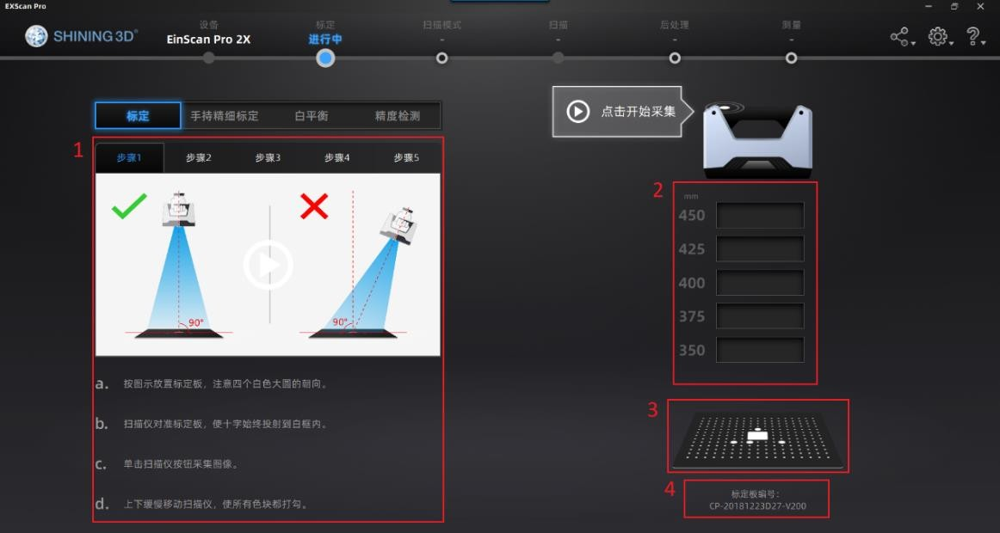 EXScan Pro
SHINING 3D®
设备
EinScan Pro 2X
标定
进行中
扫描模式
-
扫描
-
后处理
-
测量
-
标定
手持精细标定
白平衡
精度检测
点击开始采集
1
步骤1
步骤2
步骤3
步骤4
步骤5
90°
90°
a. 按图示放置标定板，注意四个白色大圆的朝向。
b. 扫描仪对准标定板，使十字始终投射到白框内。
c. 单击扫描仪按钮采集图像。
d. 上下缓慢移动扫描仪，使所有色块都打勾。
2
mm
450
425
400
375
350
3
4
标定板编号：
CP-20181223D27-V200